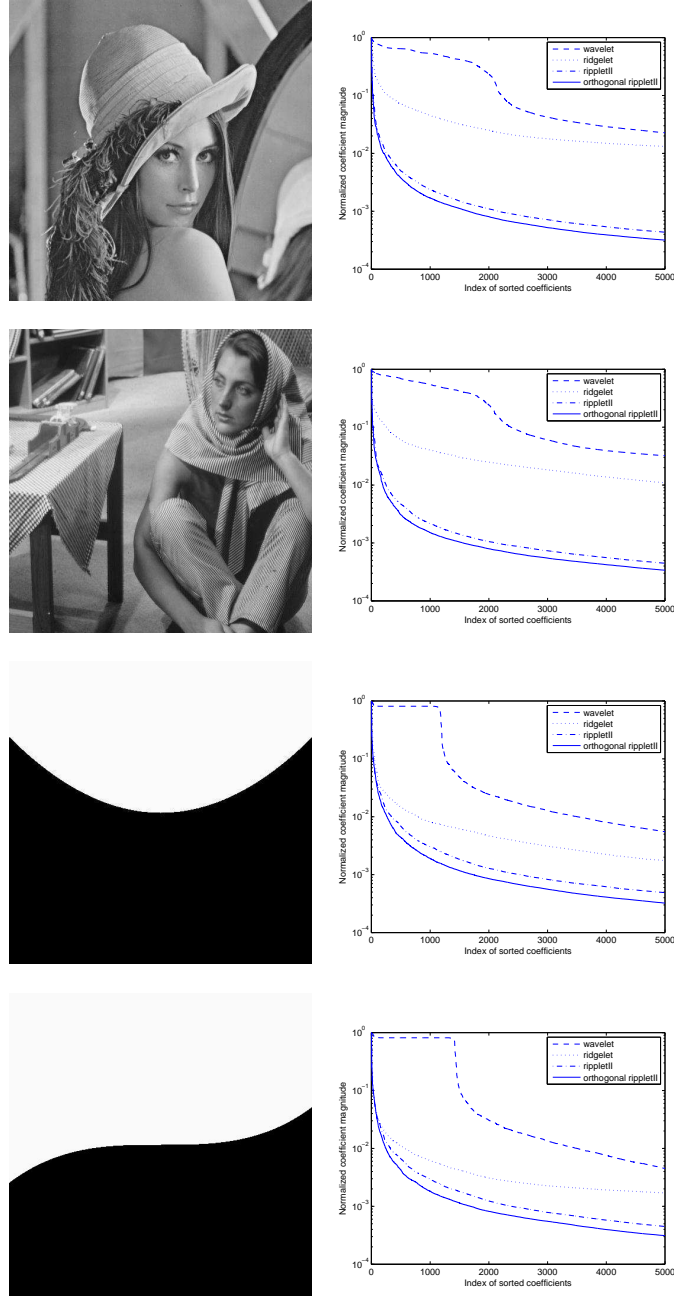 10^0
10^−1
10^−2
10^−3
10^−4
0 1000 2000 3000 4000 5000
Index of sorted coefficients
Normalized coefficient magnitude
wavelet
ridgelet
rippletII
orthogonal rippletII
10^0
10^−1
10^−2
10^−3
10^−4
0 1000 2000 3000 4000 5000
Index of sorted coefficients
Normalized coefficient magnitude
wavelet
ridgelet
rippletII
orthogonal rippletII
10^0
10^−1
10^−2
10^−3
10^−4
0 1000 2000 3000 4000 5000
Index of sorted coefficients
Normalized coefficient magnitude
wavelet
ridgelet
rippletII
orthogonal rippletII
10^0
10^−1
10^−2
10^−3
10^−4
0 1000 2000 3000 4000 5000
Index of sorted coefficients
Normalized coefficient magnitude
wavelet
ridgelet
rippletII
orthogonal rippletII